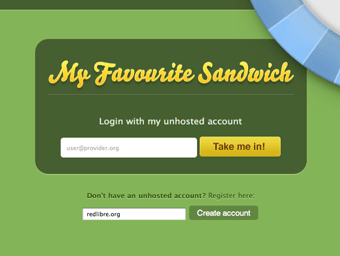 My Favourite Sandwich
Login with my unhosted account
user@provider.org
Take me in!
Don't have an unhosted account? Register here:
redlibre.org
Create account